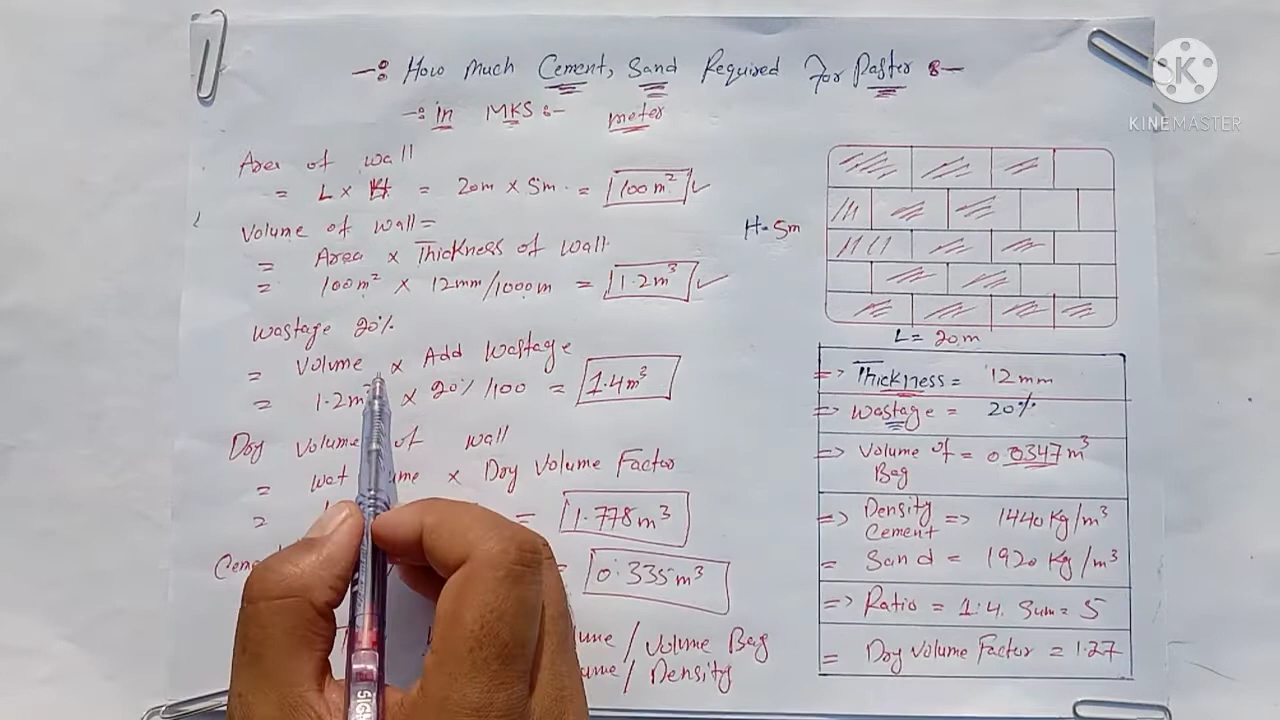 How Much Cement, Sand Required For Paster
in MKS meter
KINEMASTER
Area of wall
= L x H = 20m x 5m = 100m²
Volume of wall =
= Area x Thickness of wall
= 100m² x 12mm/1000m = 1.2m³
Wastage 20%
= Volume x Add Wastage
= 1.2m³ x 20%/100 = 1.4m³
Dry Volume of wall
= Wet x Dry Volume Factor
= = 1.778m³
= 0.335m³
/ Volume Bag
/ Density
H = 5m
L = 20m
=> Thickness = 12mm
=> Wastage = 20%
=> Volume of = 0.0347m³
Bag
=> Density
Cement => 1440 Kg/m³
= Sand = 1920 Kg/m³
=> Ratio = 1:4. Sum = 5
= Dry Volume Factor = 1.27